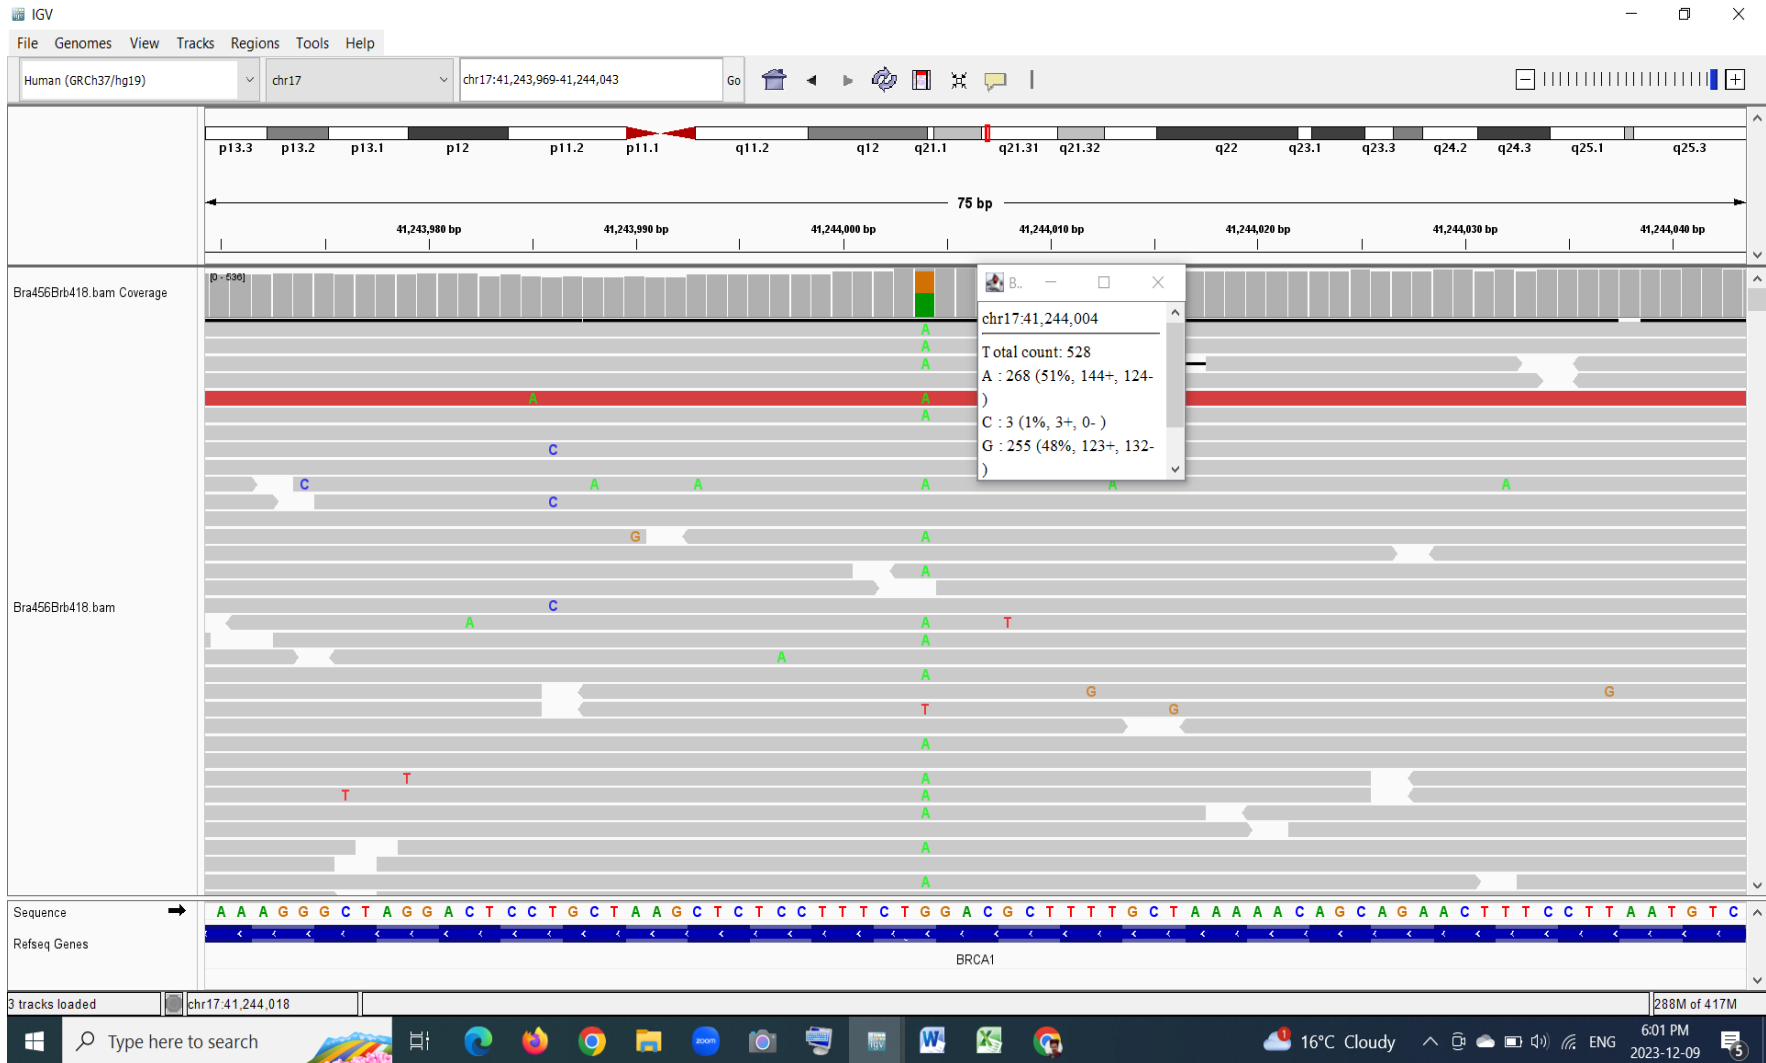 IGV
File Genomes View Tracks Regions Tools Help
Human (GRCh37/hg19) chr17 chr17:41,243,969-41,244,043 Go
p13.3 p13.2 p13.1 p12 p11.2 p11.1 q11.2 q12 q21.1 q21.31 q21.32 q22 q23.1 q23.3 q24.2 q24.3 q25.1 q25.3
75 bp
41,243,980 bp 41,243,990 bp 41,244,000 bp 41,244,010 bp 41,244,020 bp 41,244,030 bp 41,244,040 bp
[0 - 536]
Bra456Brb418.bam Coverage
B..
chr17:41,244,004
Total count: 528
A : 268 (51%, 144+, 124-
)
C : 3 (1%, 3+, 0- )
G : 255 (48%, 123+, 132-
)
A
A
A
A A
A
C
C A A A A A
C
G A
A
C
A A T
A
A
A
G G
T G
A
T A
T A
A
A
A
Bra456Brb418.bam
Sequence A A A G G G C T A G G A C T C C T G C T A A G C T C T C C T T T C T G G A C G C T T T T G C T A A A A A C A G C A G A A C T T T C C T T A A T G T C
Refseq Genes
BRCA1
3 tracks loaded chr17:41,244,018 288M of 417M
Type here to search zoom IGV 1 16°C Cloudy ENG 6:01 PM
2023-12-09 5